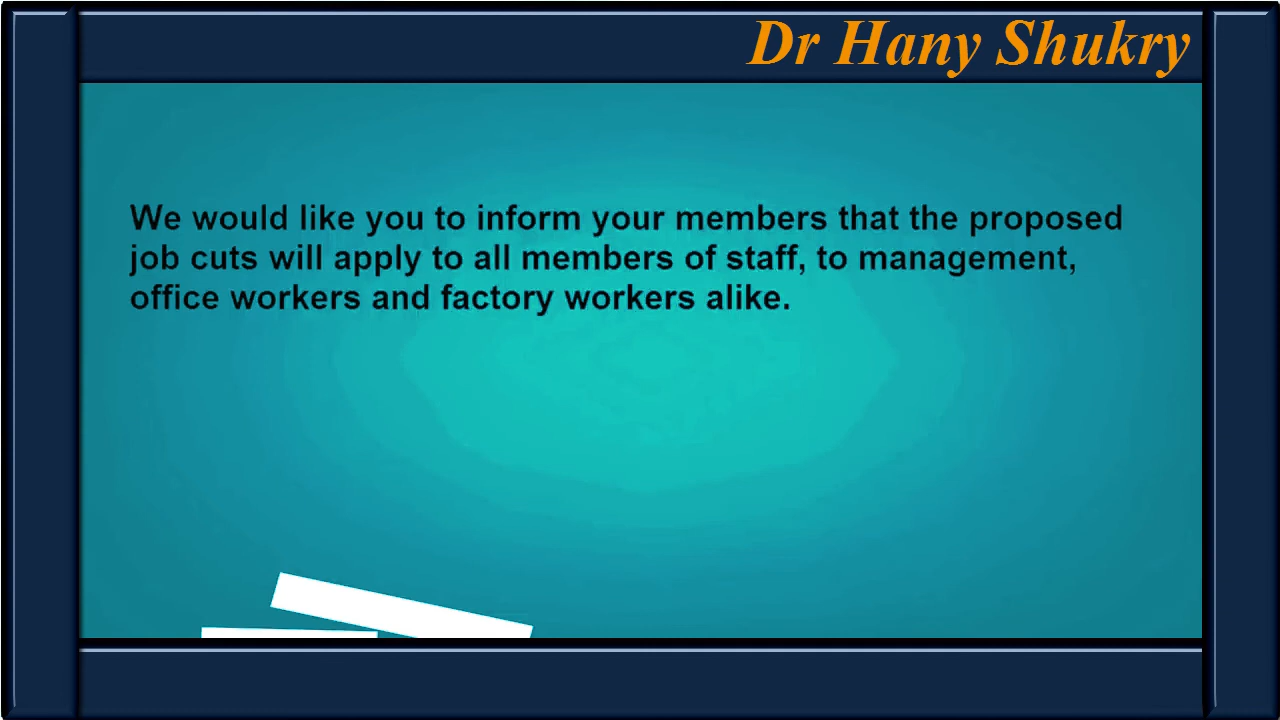 Dr Hany Shukry
We would like you to inform your members that the proposed
job cuts will apply to all members of staff, to management,
office workers and factory workers alike.